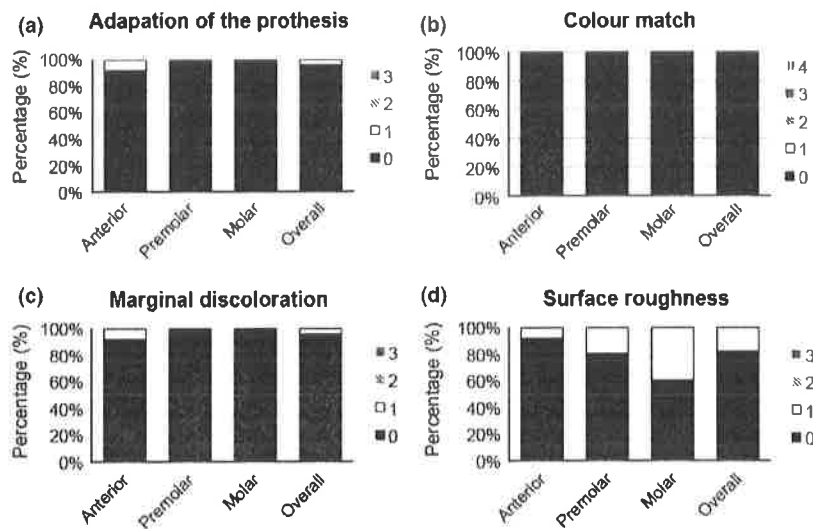 (a) Adapation of the prothesis
Percentage (%)
100%
80%
60%
40%
20%
0%
Anterior
Premolar
Molar
Overall
3
2
1
0
(b) Colour match
Percentage (%)
100%
80%
60%
40%
20%
0%
Anterior
Premolar
Molar
Overall
4
3
2
1
0
(c) Marginal discoloration
Percentage (%)
100%
80%
60%
40%
20%
0%
Anterior
Premolar
Molar
Overall
3
2
1
0
(d) Surface roughness
Percentage (%)
100%
80%
60%
40%
20%
0%
Anterior
Premolar
Molar
Overall
3
2
1
0